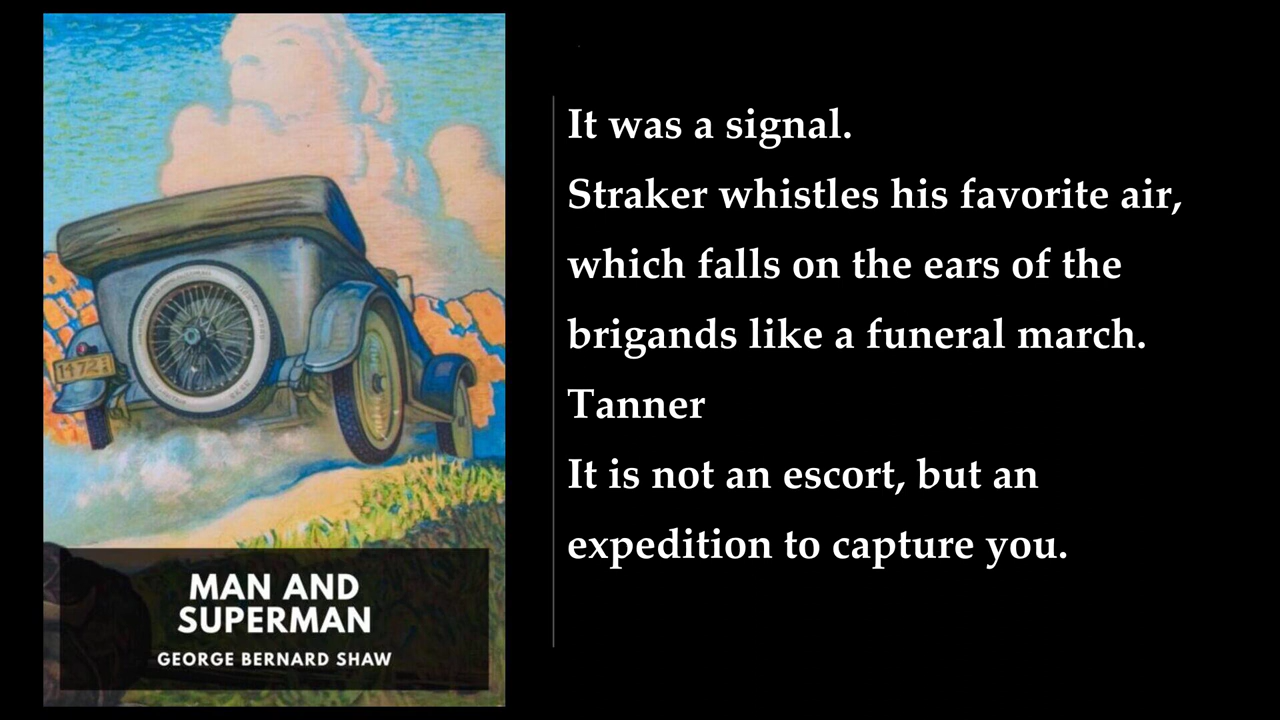 It was a signal.
Straker whistles his favorite air,
which falls on the ears of the
brigands like a funeral march.
Tanner
It is not an escort, but an
expedition to capture you.
1472
MAN AND
SUPERMAN
GEORGE BERNARD SHAW